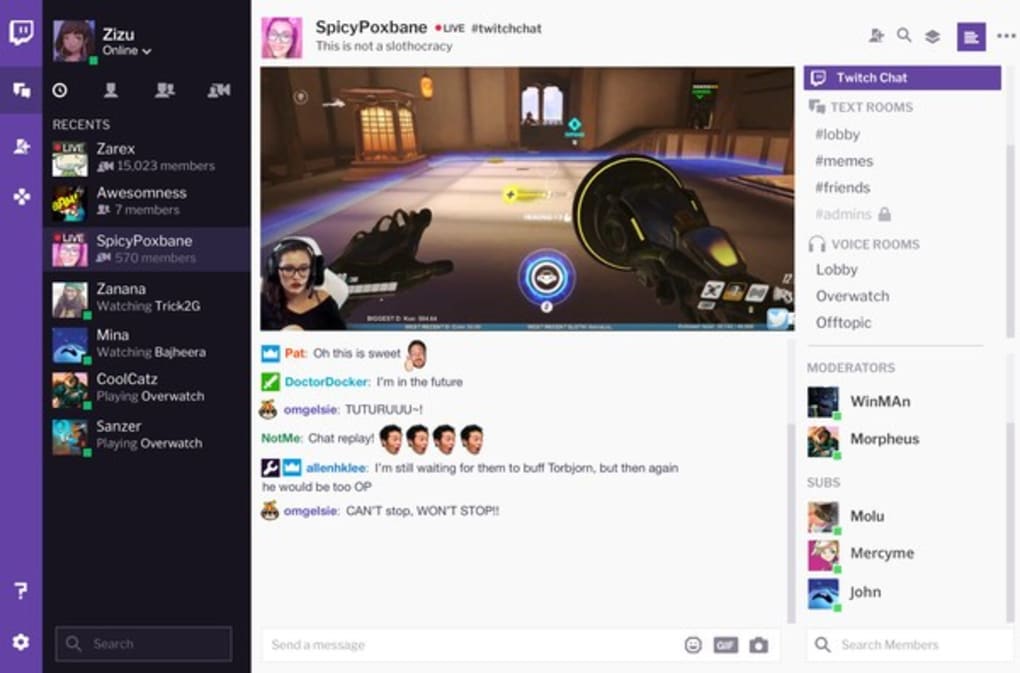 Zizu
Online
RECENTS
LIVE
Zarex
15,023 members
Awesomness
7 members
LIVE
SpicyPoxbane
570 members
Zanana
Watching Trick2G
Mina
Watching Bajheera
CoolCatz
Playing Overwatch
Sanzer
Playing Overwatch
Search
SpicyPoxbane LIVE #twitchchat
This is not a slothocracy
Pat: Oh this is sweet
DoctorDocker: I'm in the future
omgelsie: TUTURUUU~!
NotMe: Chat replay!
allenhklee: I'm still waiting for them to buff Torbjorn, but then again
he would be too OP
omgelsie: CAN'T stop, WON'T STOP!!
Send a message
GIF
Twitch Chat
TEXT ROOMS
#lobby
#memes
#friends
#admins
VOICE ROOMS
Lobby
Overwatch
Offtopic
MODERATORS
WinMAn
Morpheus
SUBS
Molu
Mercyme
John
Search Members